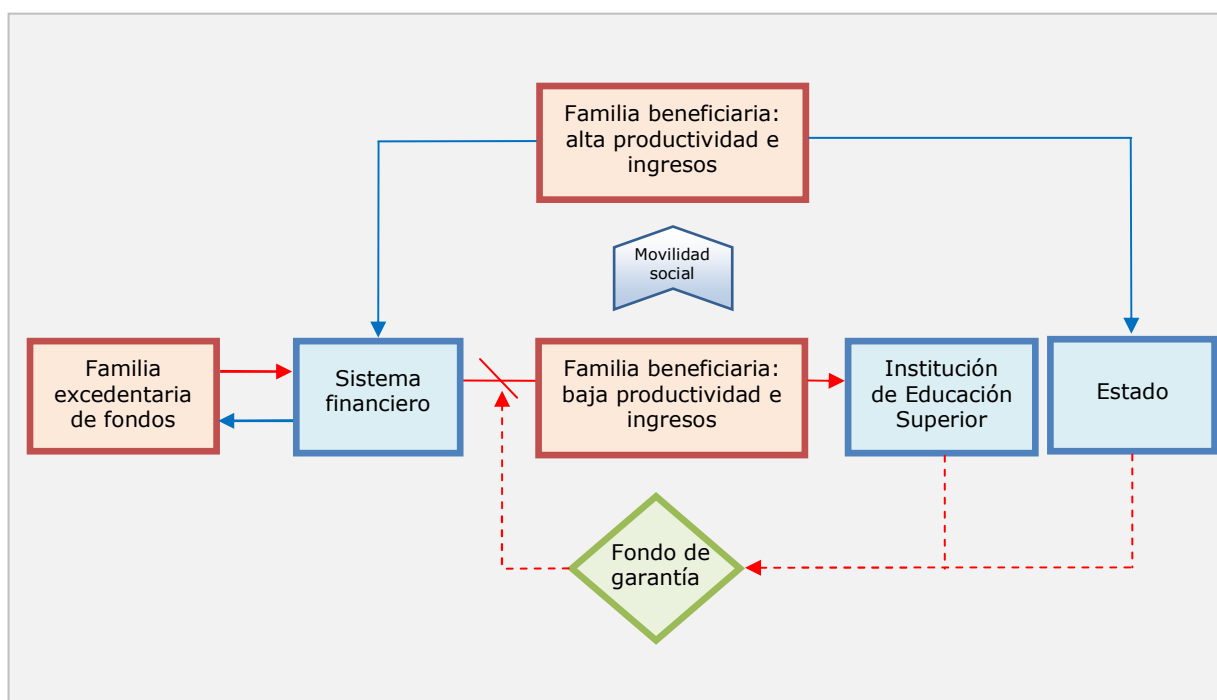 Familia beneficiaria:
alta productividad e
ingresos
Movilidad
social
Familia
excedentaria
de fondos
Sistema
financiero
Familia beneficiaria:
baja productividad e
ingresos
Institución
de Educación
Superior
Estado
Fondo de
garantía